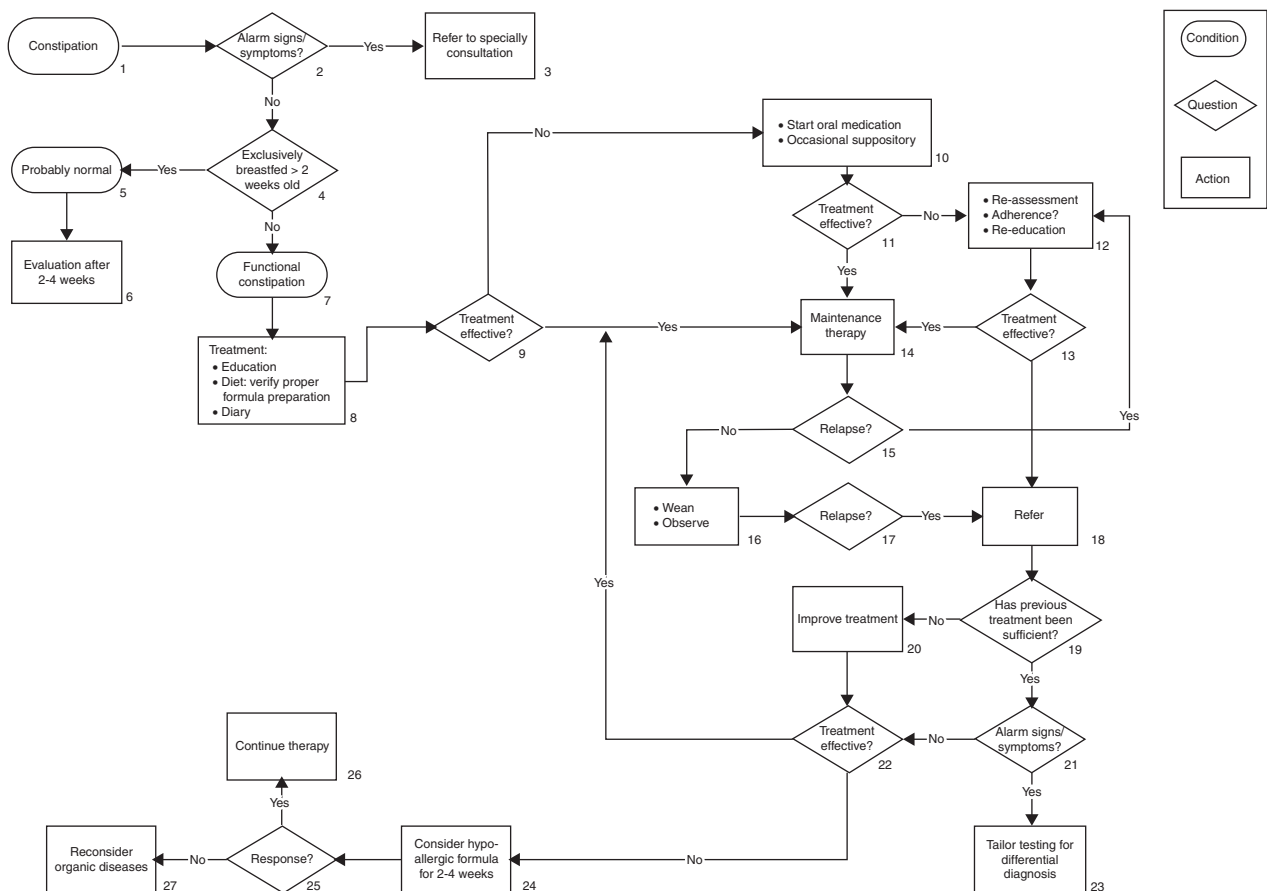 Constipation
1
Alarm signs/
symptoms?
2
Yes
Refer to specially
consultation
3
No
Exclusively
breastfed > 2
weeks old
4
Yes
Probably normal
5
Evaluation after
2-4 weeks
6
No
Functional
constipation
7
Treatment:
• Education
• Diet: verify proper
formula preparation
• Diary
8
Treatment
effective?
9
No
• Start oral medication
• Occasional suppository
10
Treatment
effective?
11
No
• Re-assessment
• Adherence?
• Re-education
12
Yes
Yes
Maintenance
therapy
14
Yes
Treatment
effective?
13
Relapse?
15
Yes
No
• Wean
• Observe
16
Relapse?
17
Yes
Refer
18
Has previous
treatment been
sufficient?
19
No
Improve treatment
20
Yes
Alarm signs/
symptoms?
21
No
Treatment
effective?
22
Yes
Yes
Tailor testing for
differential
diagnosis
23
No
Consider hypo-
allergic formula
for 2-4 weeks
24
Response?
25
Yes
Continue therapy
26
No
Reconsider
organic diseases
27
Condition
Question
Action